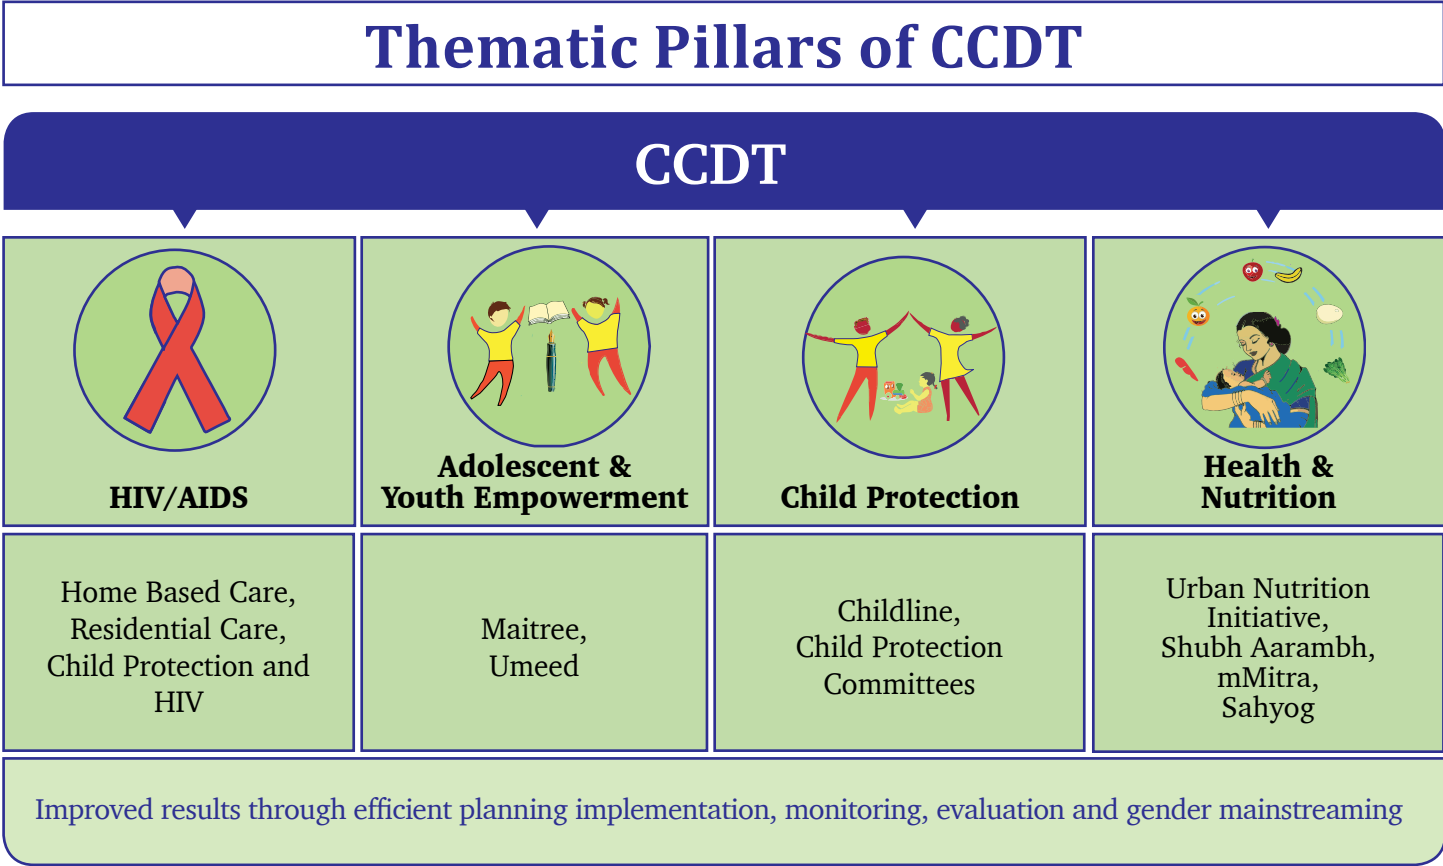 Thematic Pillars of CCDT
CCDT
HIV/AIDS
Adolescent &
Youth Empowerment
Child Protection
Health &
Nutrition
Home Based Care,
Residential Care,
Child Protection and
HIV
Maitree,
Umeed
Childline,
Child Protection
Committees
Urban Nutrition
Initiative,
Shubh Aarambh,
mMitra,
Sahyog
Improved results through efficient planning implementation, monitoring, evaluation and gender mainstreaming